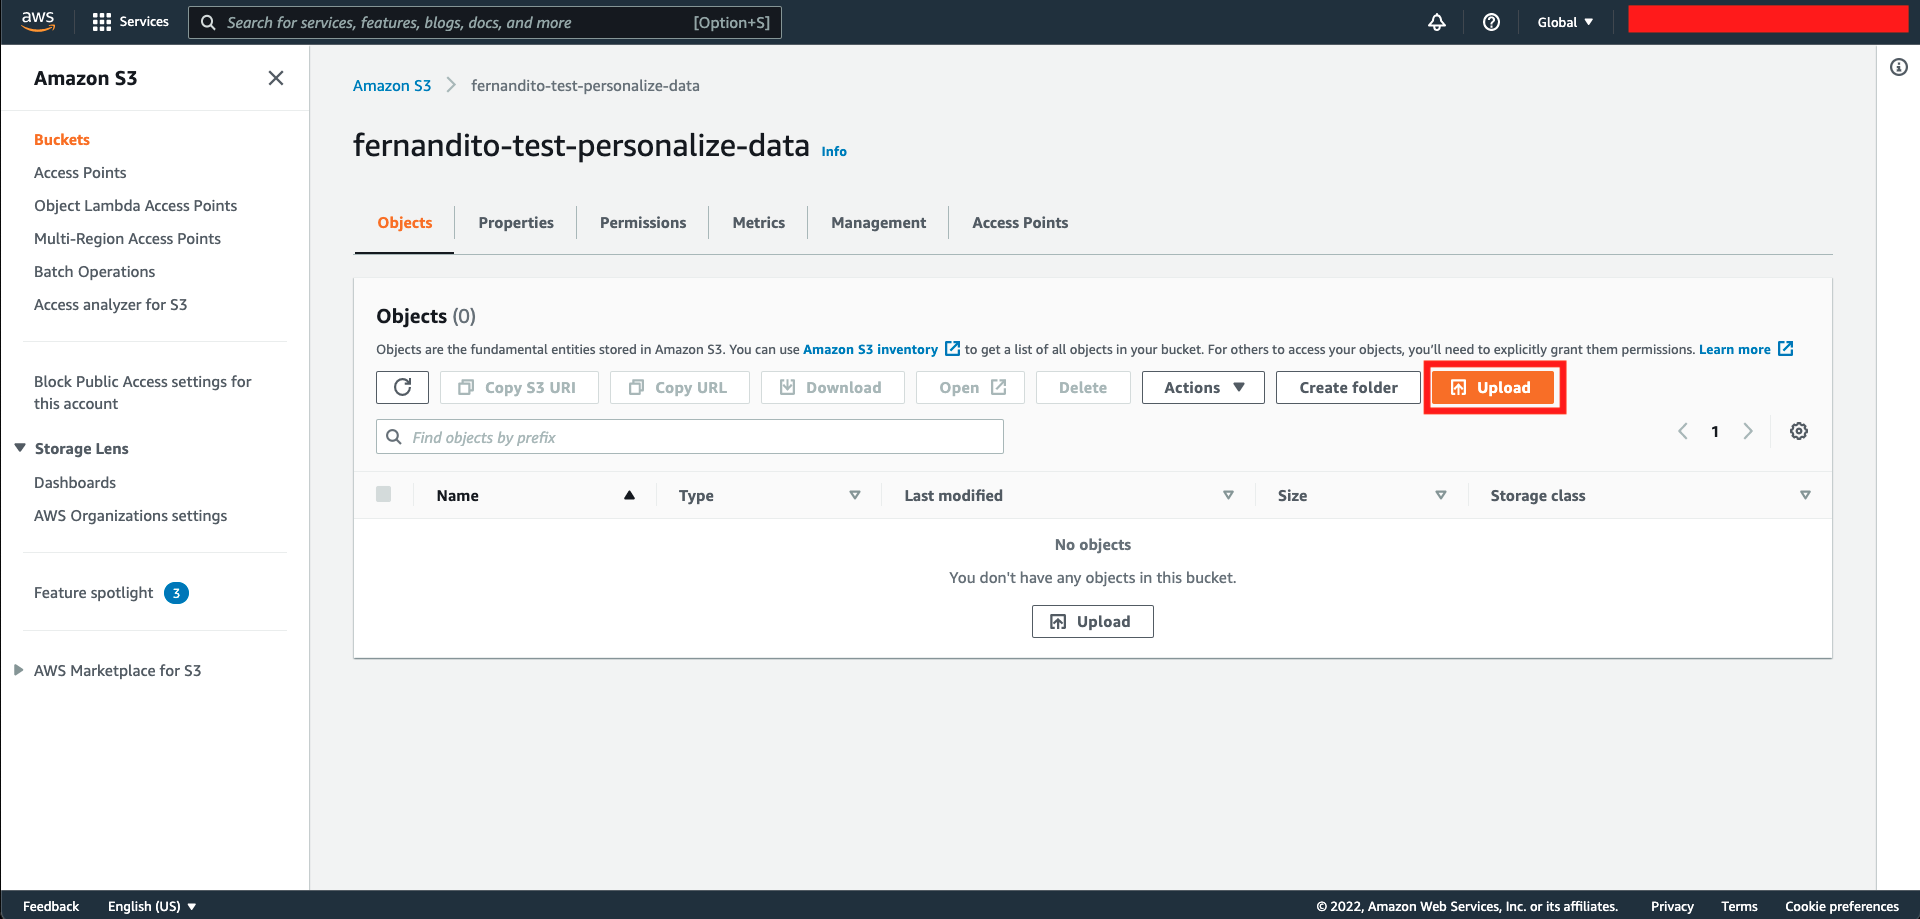 aws
Services
Search for services, features, blogs, docs, and more [Option+S]
Global
Amazon S3
Buckets
Access Points
Object Lambda Access Points
Multi-Region Access Points
Batch Operations
Access analyzer for S3
Block Public Access settings for
this account
Storage Lens
Dashboards
AWS Organizations settings
Feature spotlight 3
AWS Marketplace for S3
Amazon S3 fernandito-test-personalize-data
fernandito-test-personalize-data Info
Objects Properties Permissions Metrics Management Access Points
Objects (0)
Objects are the fundamental entities stored in Amazon S3. You can use Amazon S3 inventory to get a list of all objects in your bucket. For others to access your objects, you'll need to explicitly grant them permissions. Learn more
Copy S3 URI Copy URL Download Open Delete Actions Create folder Upload
Find objects by prefix
1
Name Type Last modified Size Storage class
No objects
You don't have any objects in this bucket.
Upload
Feedback English (US) © 2022, Amazon Web Services, Inc. or its affiliates. Privacy Terms Cookie preferences